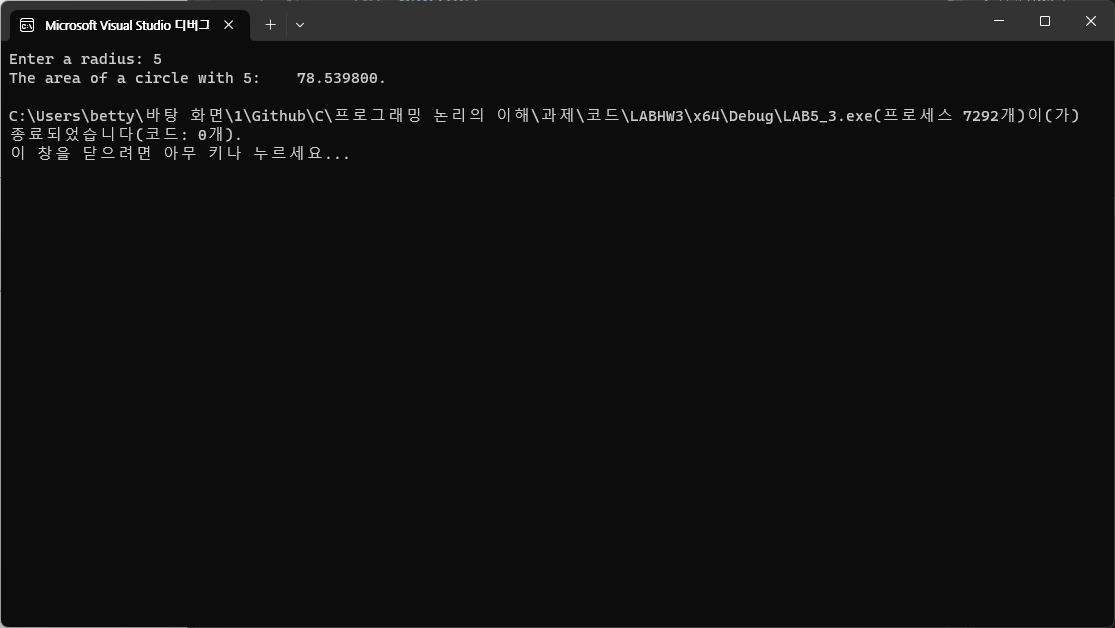 Microsoft Visual Studio 디버그
Enter a radius: 5
The area of a circle with 5:    78.539800.
C:\Users\betty\바탕 화면\1\Github\C\프로그래밍 논리의 이해\과제\코드\LABHW3\x64\Debug\LAB5_3.exe(프로세스 7292개)이(가)
종료되었습니다(코드: 0개).
이 창을 닫으려면 아무 키나 누르세요...